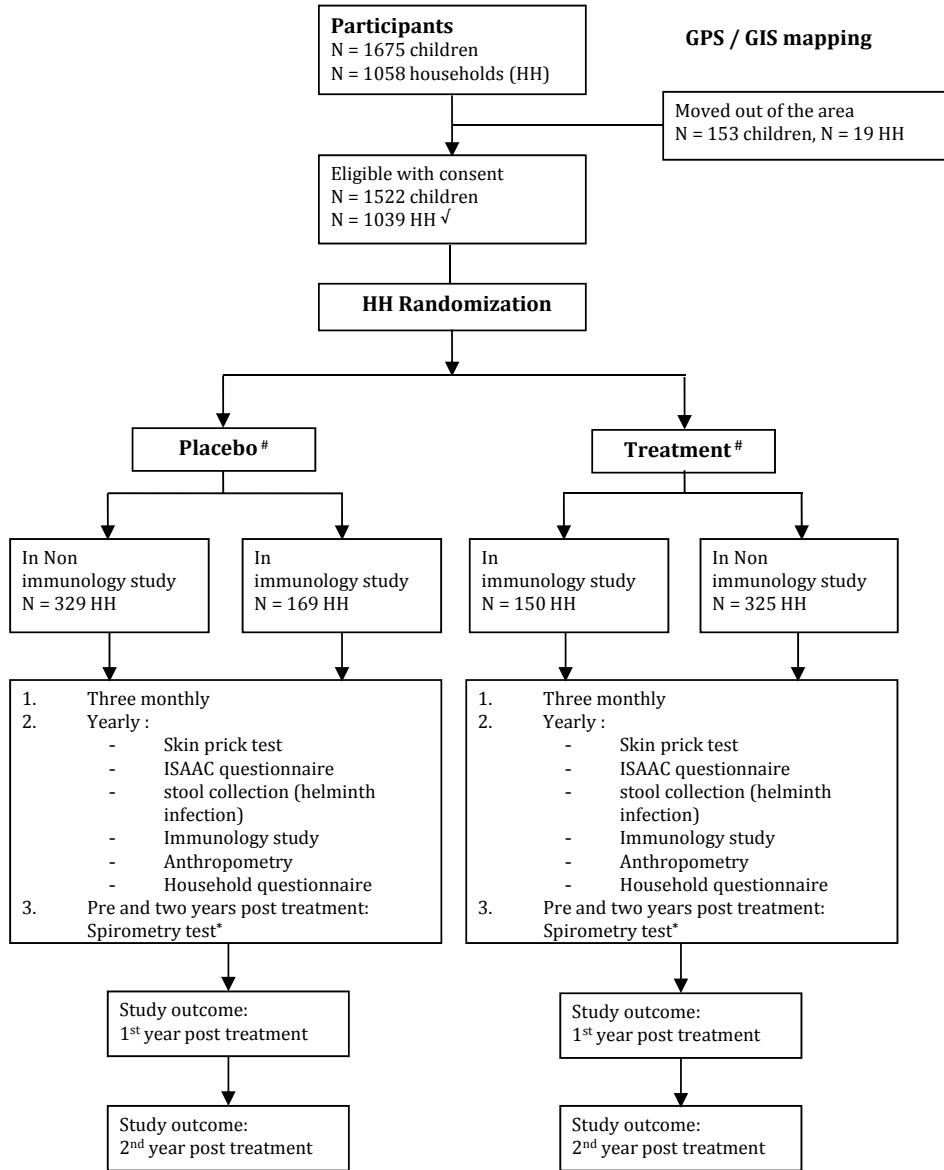 Participants
N = 1675 children
N = 1058 households (HH)
GPS / GIS mapping
Moved out of the area
N = 153 children, N = 19 HH
Eligible with consent
N = 1522 children
N = 1039 HH √
HH Randomization
Placebo #
Treatment #
In Non
immunology study
N = 329 HH
In
immunology study
N = 169 HH
In
immunology study
N = 150 HH
In Non
immunology study
N = 325 HH
1. Three monthly
2. Yearly :
- Skin prick test
- ISAAC questionnaire
- stool collection (helminth
infection)
- Immunology study
- Anthropometry
- Household questionnaire
3. Pre and two years post treatment:
Spirometry test*
1. Three monthly
2. Yearly :
- Skin prick test
- ISAAC questionnaire
- stool collection (helminth
infection)
- Immunology study
- Anthropometry
- Household questionnaire
3. Pre and two years post treatment:
Spirometry test*
Study outcome:
1st year post treatment
Study outcome:
1st year post treatment
Study outcome:
2nd year post treatment
Study outcome:
2nd year post treatment